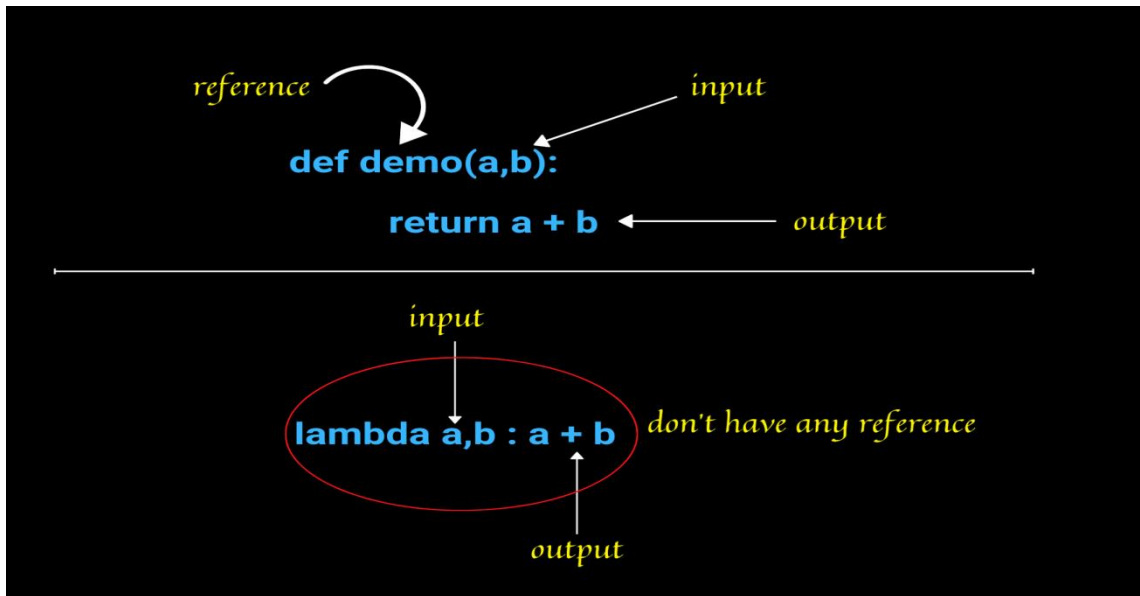 reference
input
def demo(a,b):
return a + b
output
input
lambda a,b : a + b
don't have any reference
output